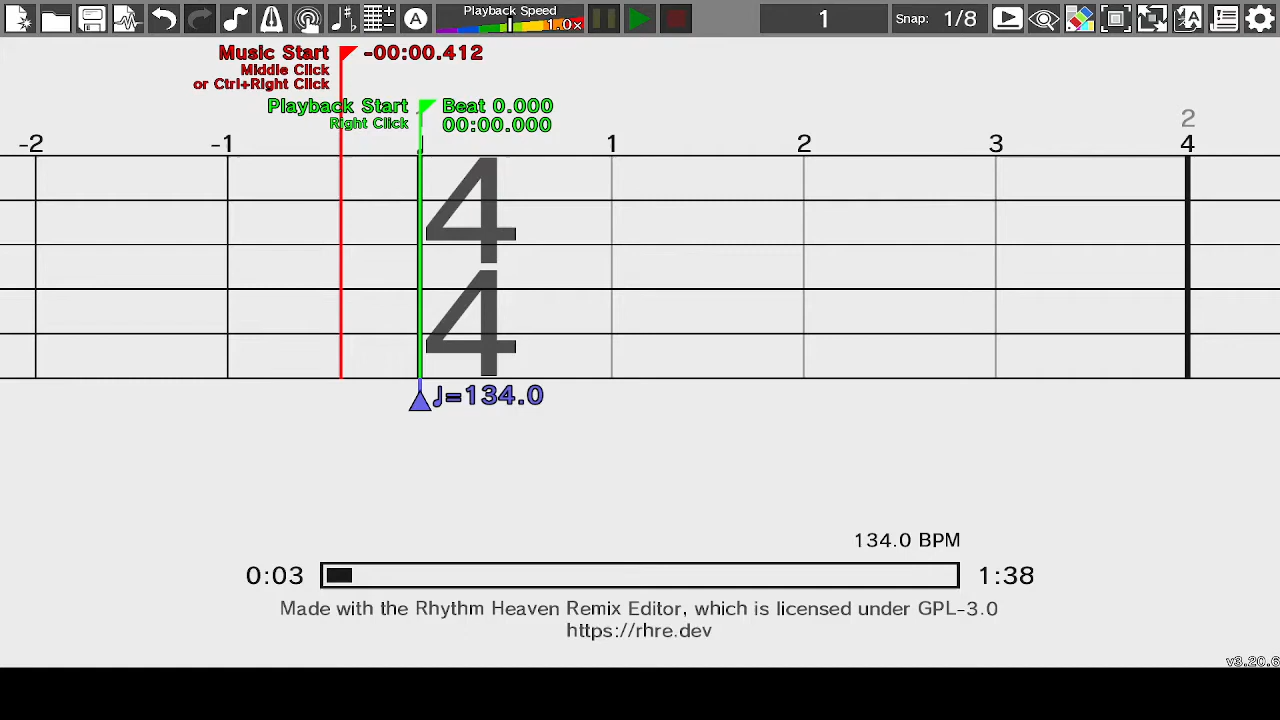 A
Playback Speed
1.0x
1
Snap: 1/8
Music Start -00:00.412
Middle Click
or Ctrl+Right Click
Playback Start Beat 0.000
Right Click 00:00.000
2
-2 -1 1 2 3 4
4
4
♩=134.0
134.0 BPM
0:03 1:38
Made with the Rhythm Heaven Remix Editor, which is licensed under GPL-3.0
https://rhre.dev
v3.20.6